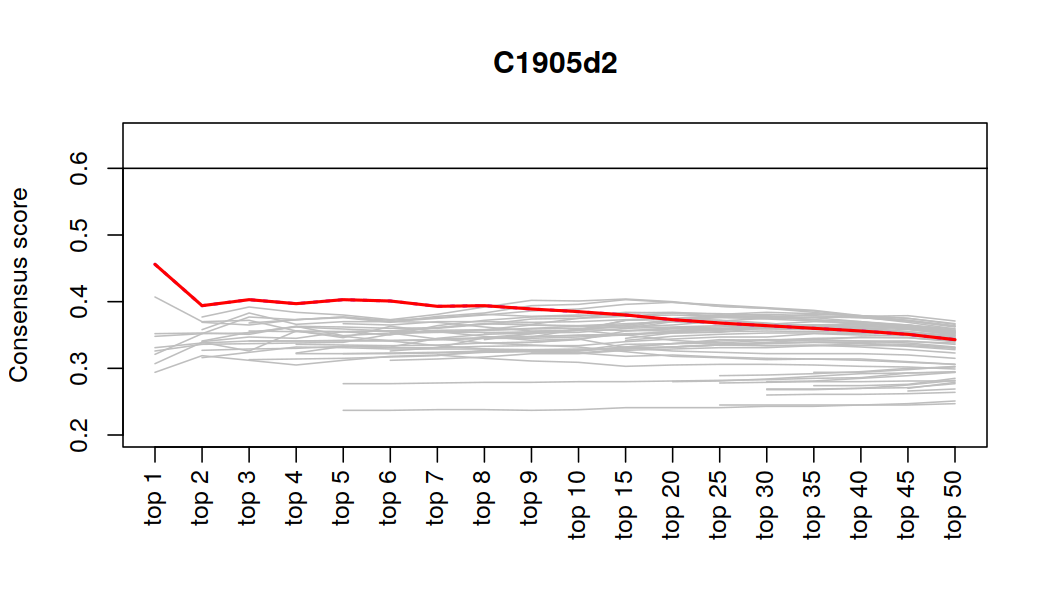 C1905d2
Consensus score
0.6
0.5
0.4
0.3
0.2
top 1
top 2
top 3
top 4
top 5
top 6
top 7
top 8
top 9
top 10
top 15
top 20
top 25
top 30
top 35
top 40
top 45
top 50